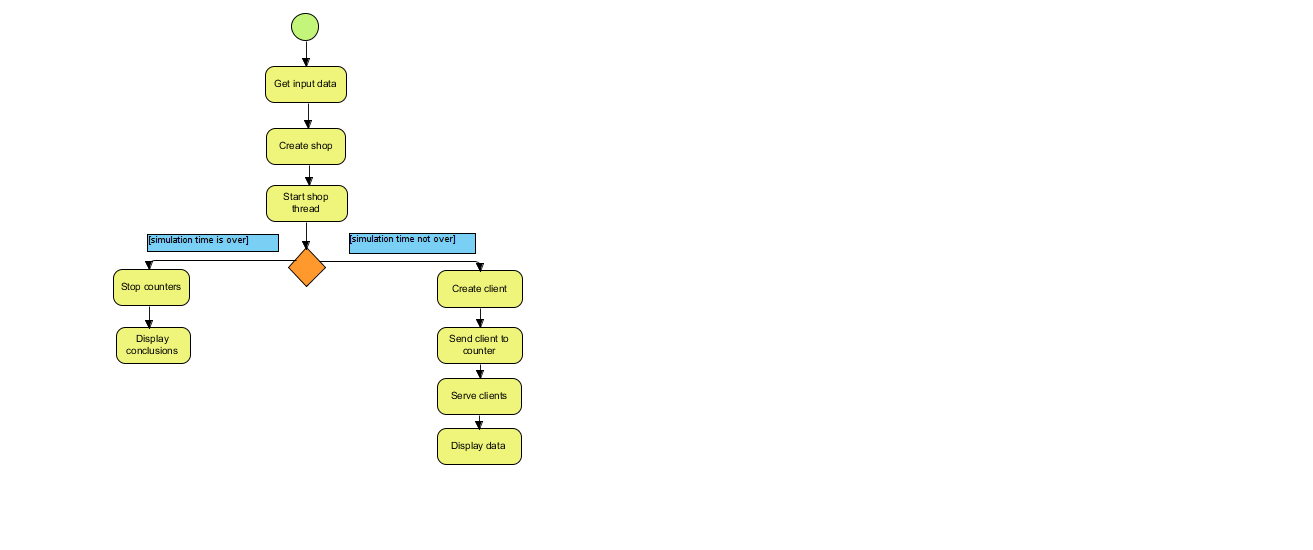 Get input data
Create shop
Start shop
thread
[simulation time is over]
[simulation time not over]
Stop counters
Display
conclusions
Create client
Send client to
counter
Serve clients
Display data